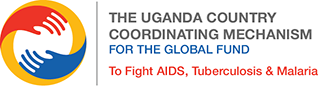 THE UGANDA COUNTRY
COORDINATING MECHANISM
FOR THE GLOBAL FUND
To Fight AIDS, Tuberculosis & Malaria